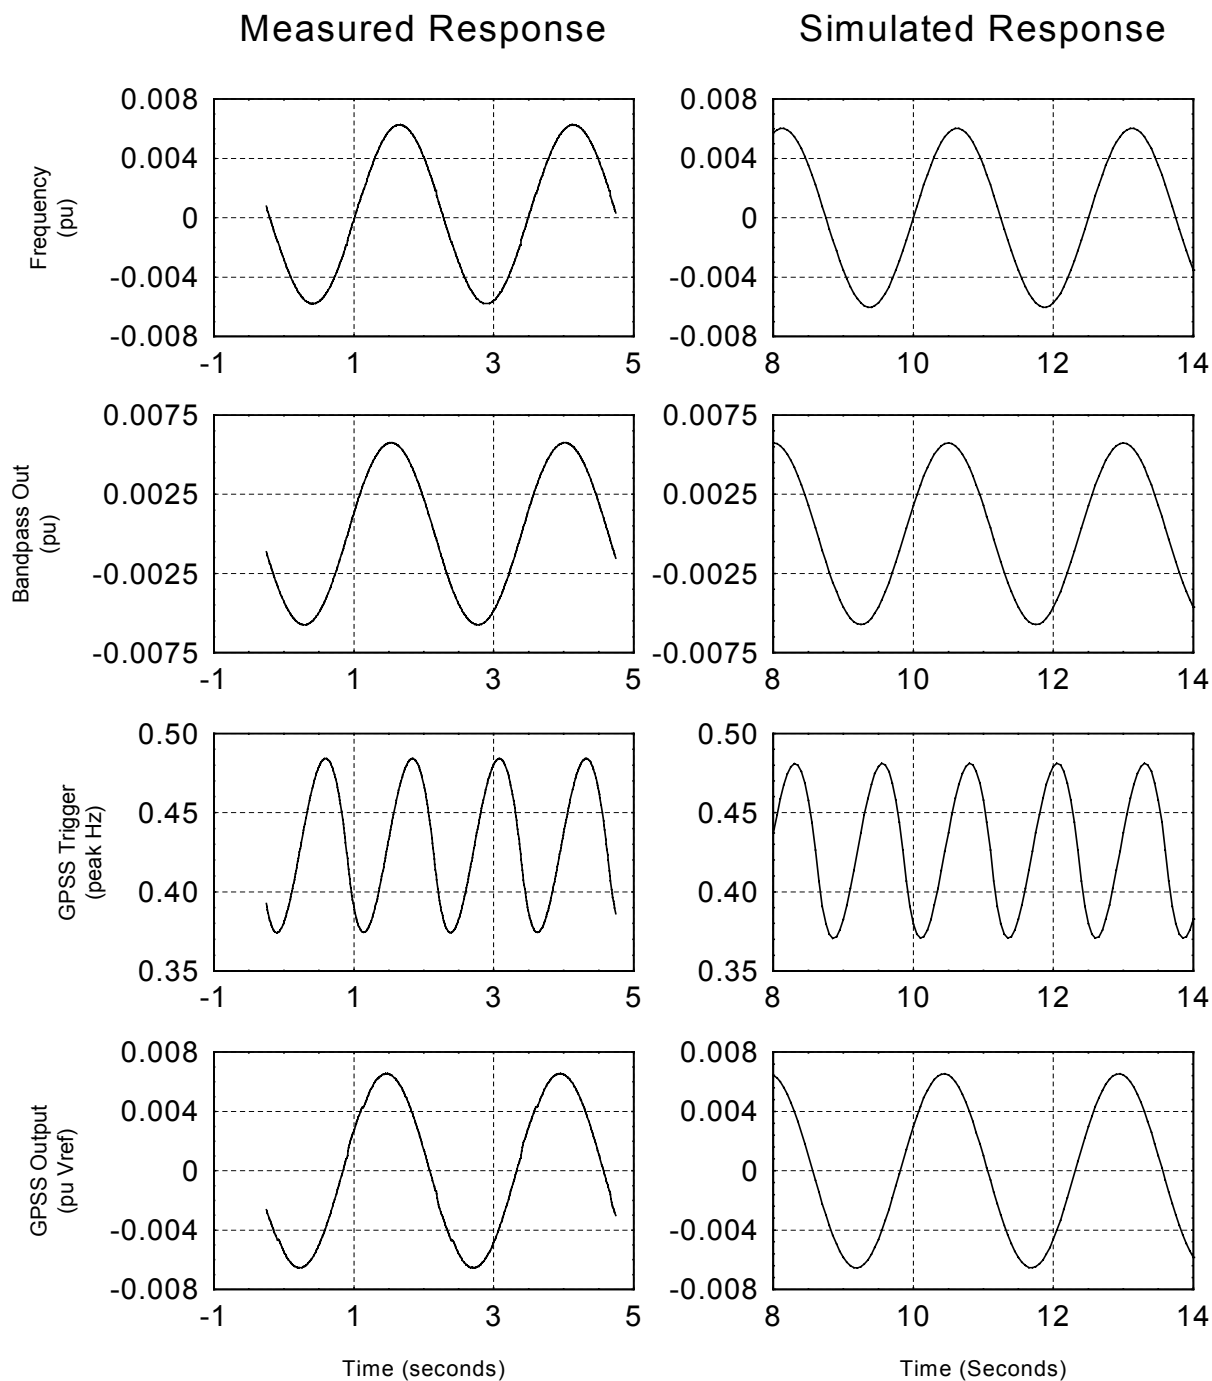 Measured Response
Simulated Response
Frequency
(pu)
0.008
0.004
0
-0.004
-0.008
-1 1 3 5
0.008
0.004
0
-0.004
-0.008
8 10 12 14
Bandpass Out
(pu)
0.0075
0.0025
-0.0025
-0.0075
-1 1 3 5
0.0075
0.0025
-0.0025
-0.0075
8 10 12 14
GPSS Trigger
(peak Hz)
0.50
0.45
0.40
0.35
-1 1 3 5
0.50
0.45
0.40
0.35
8 10 12 14
GPSS Output
(pu Vref)
0.008
0.004
0
-0.004
-0.008
-1 1 3 5
0.008
0.004
0
-0.004
-0.008
8 10 12 14
Time (seconds)
Time (Seconds)